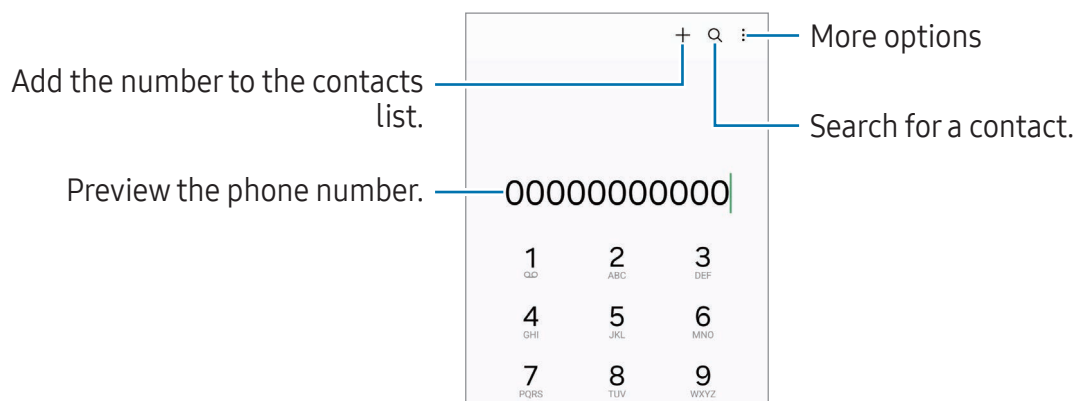 More options
Add the number to the contacts
list.
Search for a contact.
Preview the phone number.
00000000000
1 2 3
ABC DEF
4 5 6
GHI JKL MNO
7 8 9
PQRS TUV WXYZ